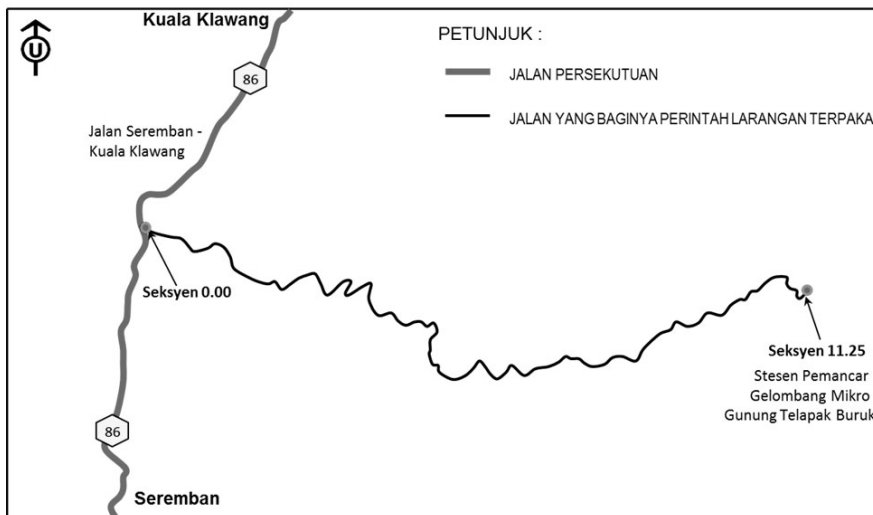 Kuala Klawang
U
86
Jalan Seremban -
Kuala Klawang
PETUNJUK :
JALAN PERSEKUTUAN
JALAN YANG BAGINYA PERINTAH LARANGAN TERPAKAI
Seksyen 0.00
Seksyen 11.25
Stesen Pemancar
Gelombang Mikro
Gunung Telapak Buruk
86
Seremban